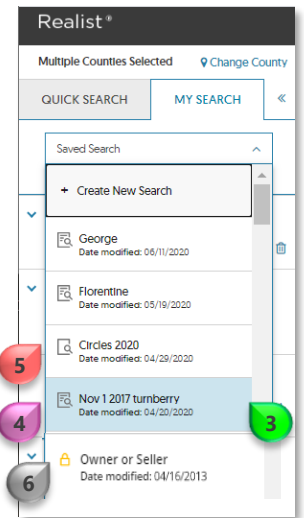 Realist®
Multiple Counties Selected Change County
QUICK SEARCH MY SEARCH «
Saved Search
+ Create New Search
George
Date modified: 06/11/2020
Florentine
Date modified: 05/19/2020
Circles 2020
Date modified: 04/29/2020
5
Nov 1 2017 turnberry
Date modified: 04/20/2020
4
3
Owner or Seller
Date modified: 04/16/2013
6